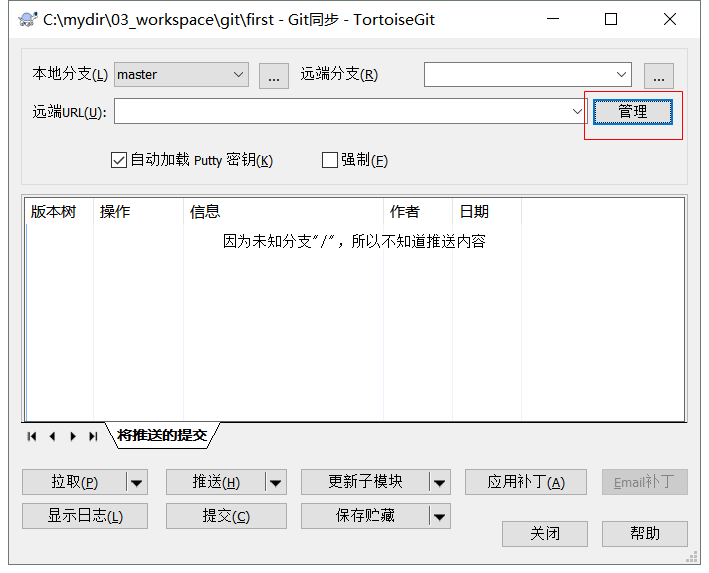 C:\mydir\03_workspace\git\first - Git同步 - TortoiseGit
本地分支(L) master ... 远端分支(R) ...
远端URL(U): 管理
自动加载 Putty 密钥(K) 强制(F)
版本树 操作 信息 作者 日期
因为未知分支"/"，所以不知道推送内容
将推送的提交
拉取(P) 推送(H) 更新子模块 应用补丁(A) Email补丁
显示日志(L) 提交(C) 保存贮藏
关闭 帮助